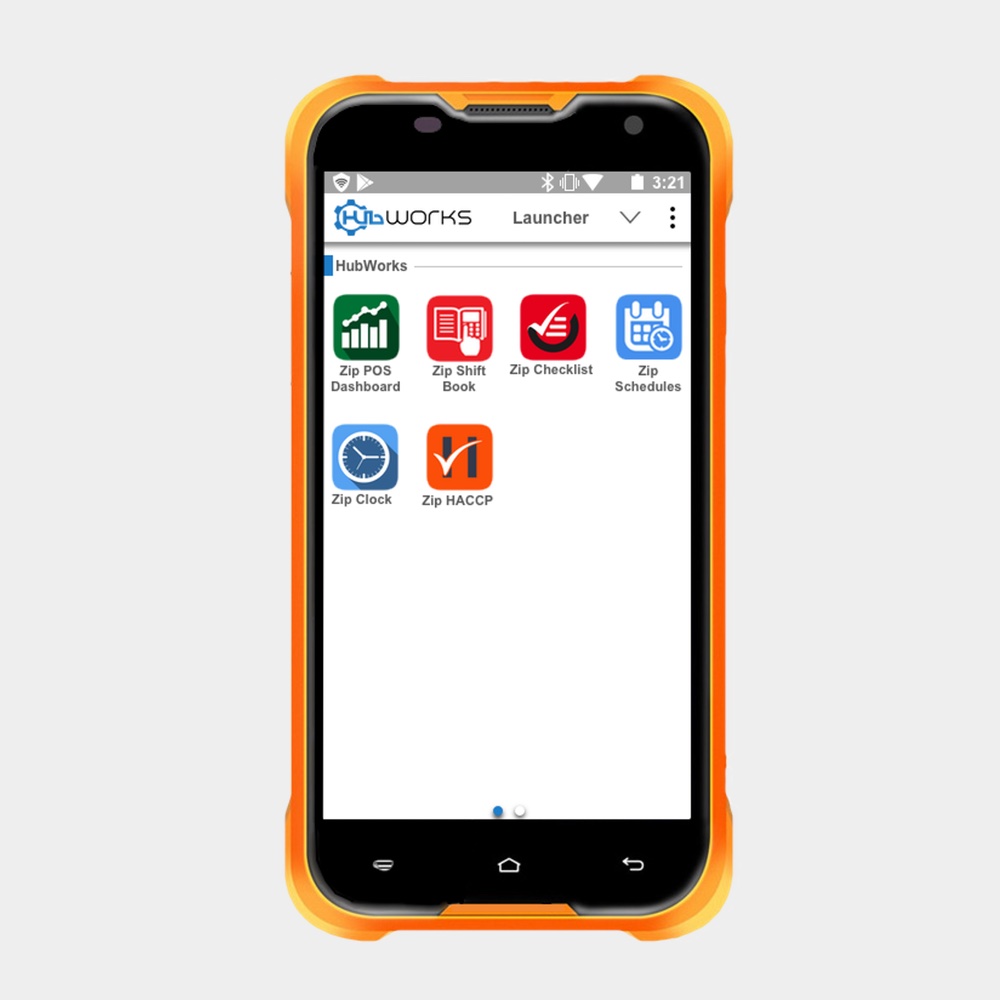 3:21
HubWORKS Launcher
HubWorks
Zip POS
Dashboard
Zip Shift
Book
Zip Checklist
Zip
Schedules
Zip Clock
H
Zip HACCP